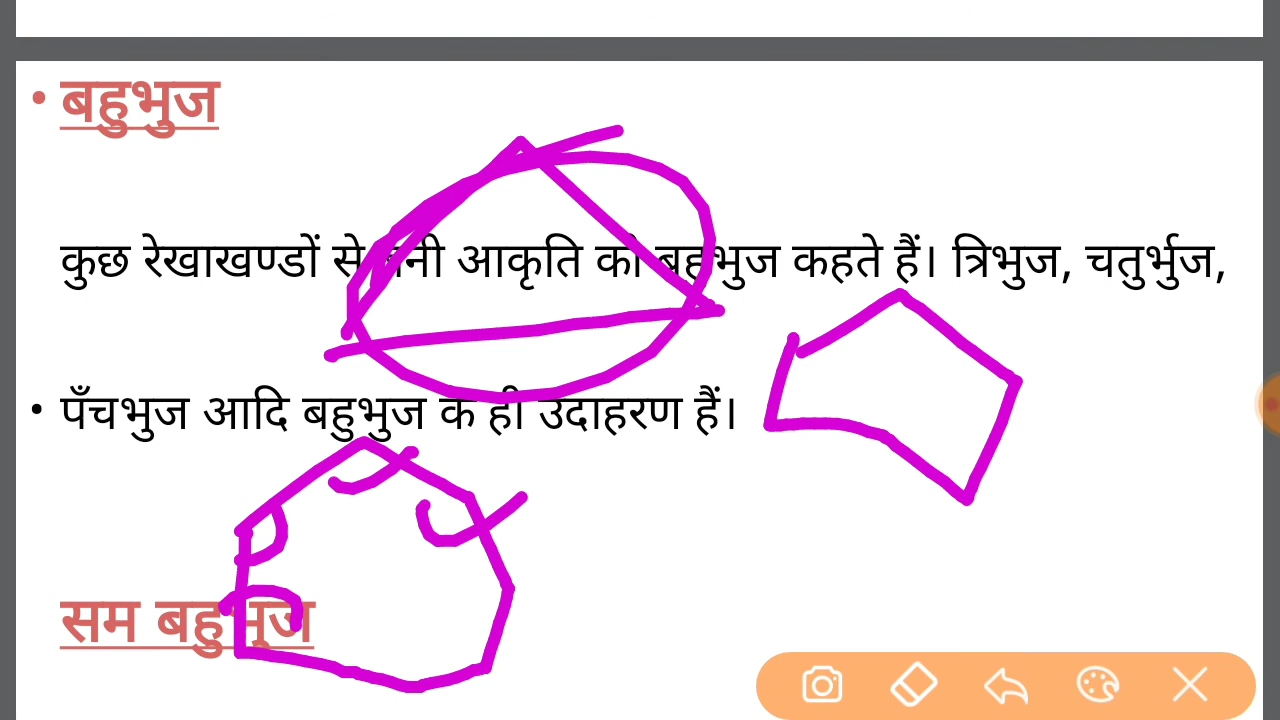 • बहुभुज
कुछ रेखाखण्डों से बनी आकृति को बहुभुज कहते हैं। त्रिभुज, चतुर्भुज,
• पँचभुज आदि बहुभुज के ही उदाहरण हैं।
सम बहुभुज